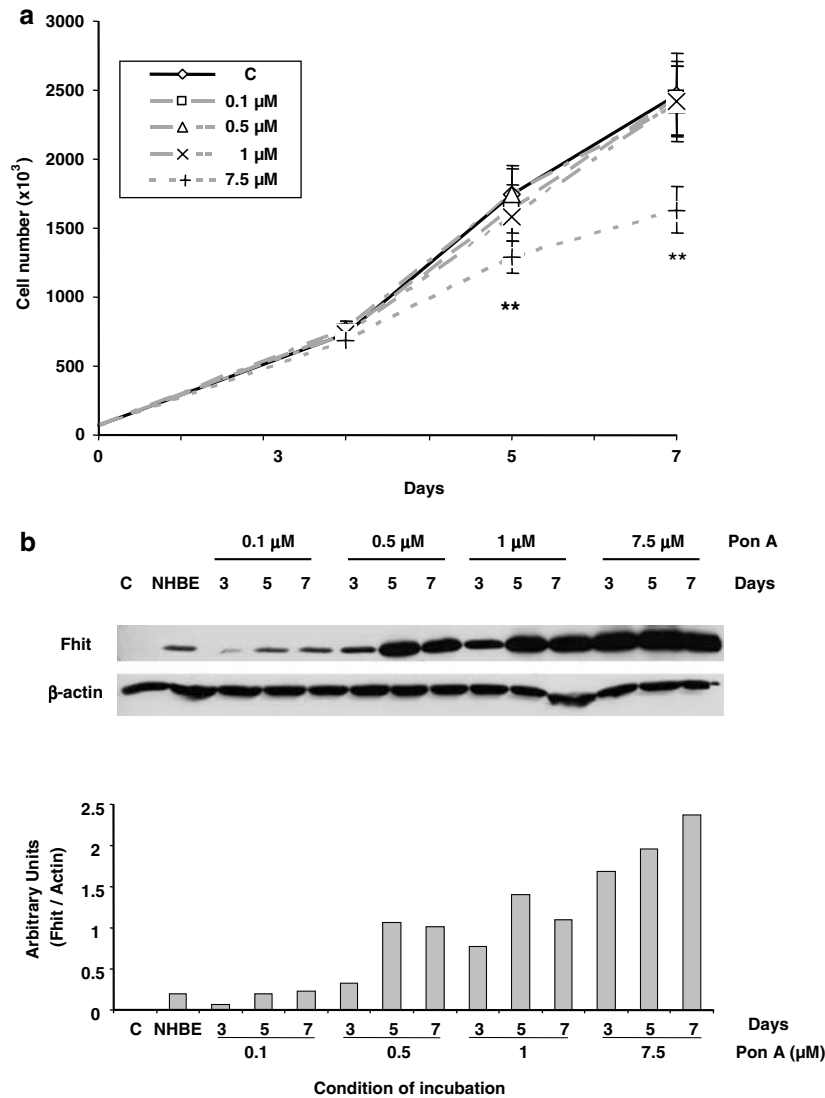 a
3000
2500
2000
1500
1000
500
0
Cell number (x10³)
C
0.1 µM
0.5 µM
1 µM
7.5 µM
**
**
0 3 5 7
Days
b
0.1 µM 0.5 µM 1 µM 7.5 µM Pon A
C NHBE 3 5 7 3 5 7 3 5 7 3 5 7 Days
Fhit
β-actin
2.5
2
1.5
1
0.5
0
Arbitrary Units
(Fhit / Actin)
C NHBE 3 5 7 3 5 7 3 5 7 3 5 7 Days
0.1 0.5 1 7.5 Pon A (µM)
Condition of incubation